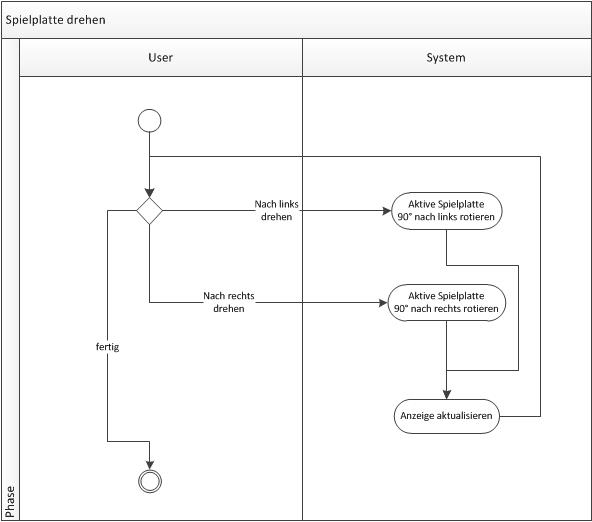 Spielplatte drehen
User
System
Nach links
drehen
Aktive Spielplatte
90° nach links rotieren
Nach rechts
drehen
Aktive Spielplatte
90° nach rechts rotieren
fertig
Anzeige aktualisieren
Phase